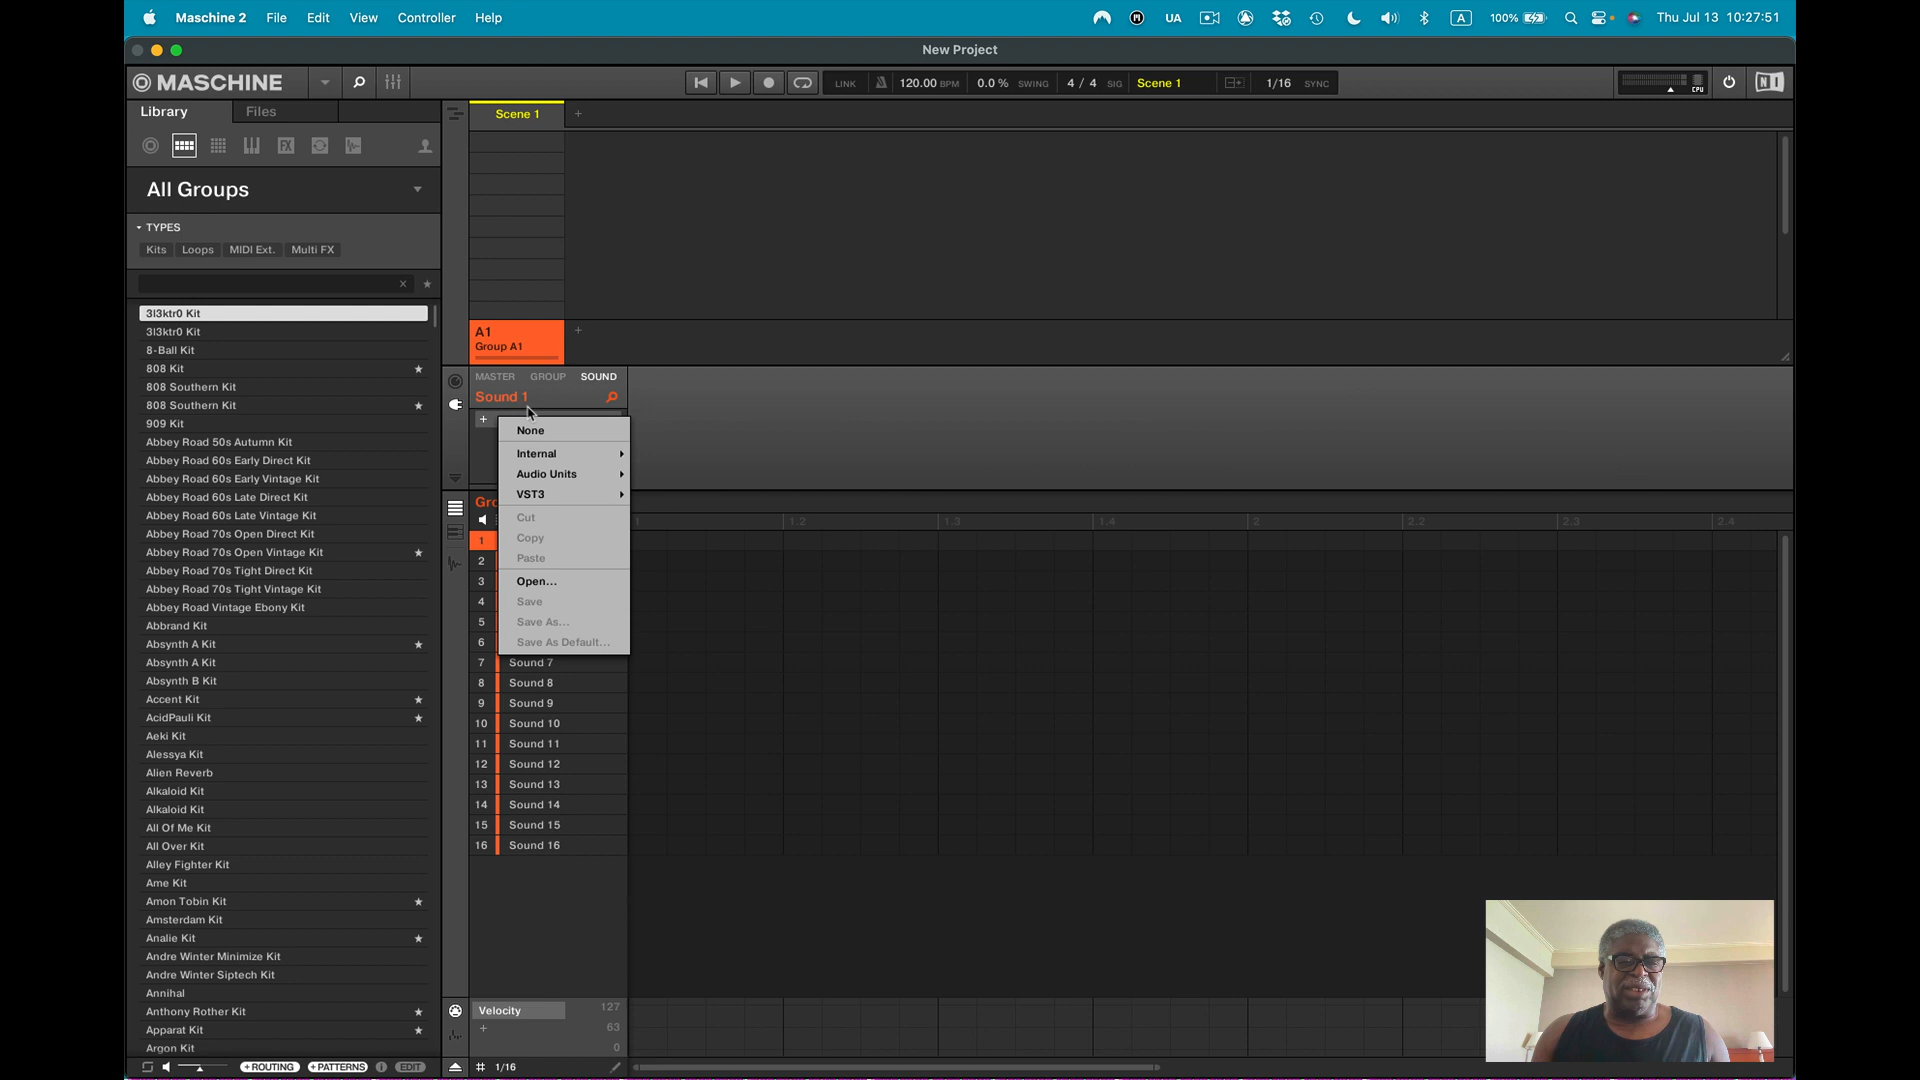 Maschine 2 File Edit View Controller Help
UA A 100% Thu Jul 13 10:27:51
New Project
MASCHINE
LINK 120.00 BPM 0.0% SWING 4 / 4 SIG Scene 1 1/16 SYNC
CPU
Library Files
Scene 1 +
FX
All Groups
TYPES
Kits Loops MIDI Ext. Multi FX
3l3ktr0 Kit
3l3ktr0 Kit
8-Ball Kit
808 Kit
808 Southern Kit
808 Southern Kit
909 Kit
Abbey Road 50s Autumn Kit
Abbey Road 60s Early Direct Kit
Abbey Road 60s Early Vintage Kit
Abbey Road 60s Late Direct Kit
Abbey Road 60s Late Vintage Kit
Abbey Road 70s Open Direct Kit
Abbey Road 70s Open Vintage Kit
Abbey Road 70s Tight Direct Kit
Abbey Road 70s Tight Vintage Kit
Abbey Road Vintage Ebony Kit
Abbrand Kit
Absynth A Kit
Absynth A Kit
Absynth B Kit
Accent Kit
AcidPauli Kit
Aeki Kit
Alessya Kit
Alien Reverb
Alkaloid Kit
Alkaloid Kit
All Of Me Kit
All Over Kit
Alley Fighter Kit
Ame Kit
Amon Tobin Kit
Amsterdam Kit
Analie Kit
Andre Winter Minimize Kit
Andre Winter Siptech Kit
Annihal
Anthony Rother Kit
Apparat Kit
Argon Kit
+ROUTING +PATTERNS i EDIT
A1 +
Group A1
MASTER GROUP SOUND
Sound 1
+
None
Internal
Audio Units
VST3
Cut
Copy
Paste
Open...
Save
Save As...
Save As Default...
Gro
1 1.2 1.3 1.4 2 2.2 2.3 2.4
1
2
3
4
5
6
7 Sound 7
8 Sound 8
9 Sound 9
10 Sound 10
11 Sound 11
12 Sound 12
13 Sound 13
14 Sound 14
15 Sound 15
16 Sound 16
Velocity 127
+ 63
0
1/16